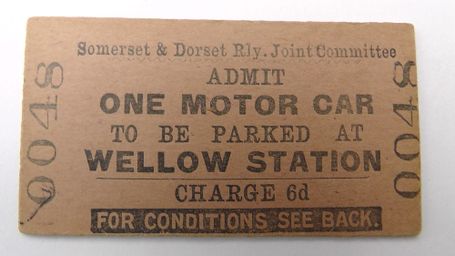 Somerset & Dorset Rly. Joint Committee
ADMIT
ONE MOTOR CAR
TO BE PARKED AT
WELLOW STATION
CHARGE 6d
FOR CONDITIONS SEE BACK.
0048
0048